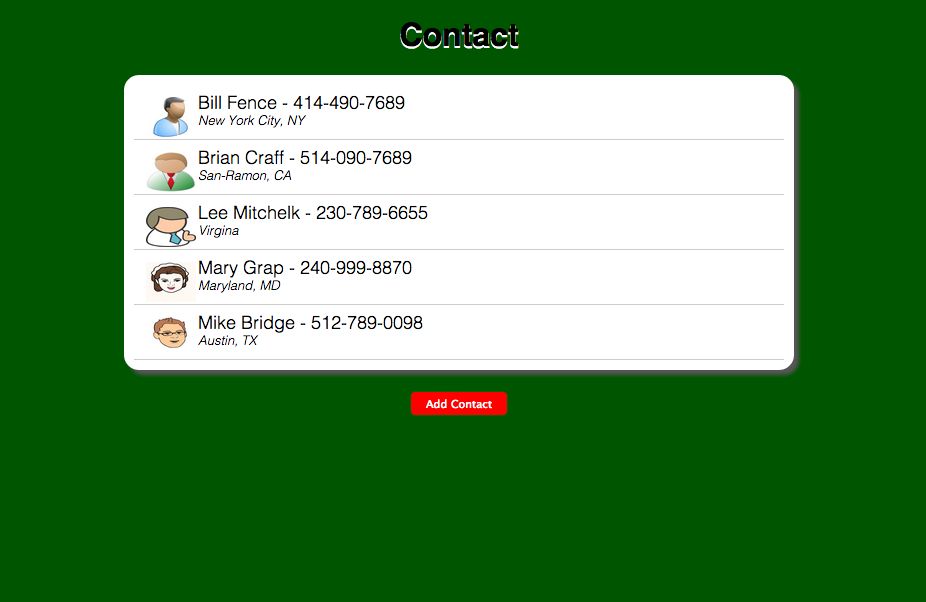 Contact
Bill Fence - 414-490-7689
New York City, NY
Brian Craff - 514-090-7689
San-Ramon, CA
Lee Mitchelk - 230-789-6655
Virgina
Mary Grap - 240-999-8870
Maryland, MD
Mike Bridge - 512-789-0098
Austin, TX
Add Contact